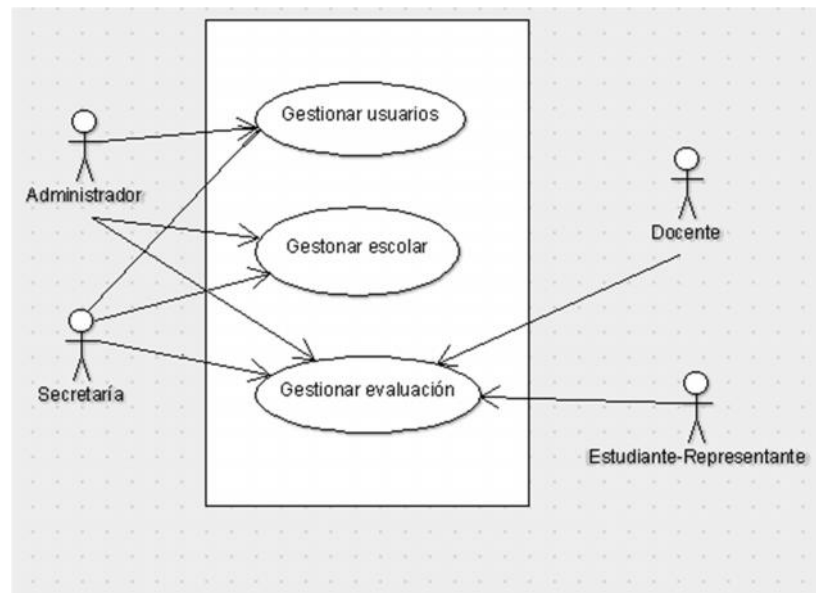 Gestionar usuarios
Administrador
Docente
Gestonar escolar
Secretaría
Gestionar evaluación
Estudiante-Representante